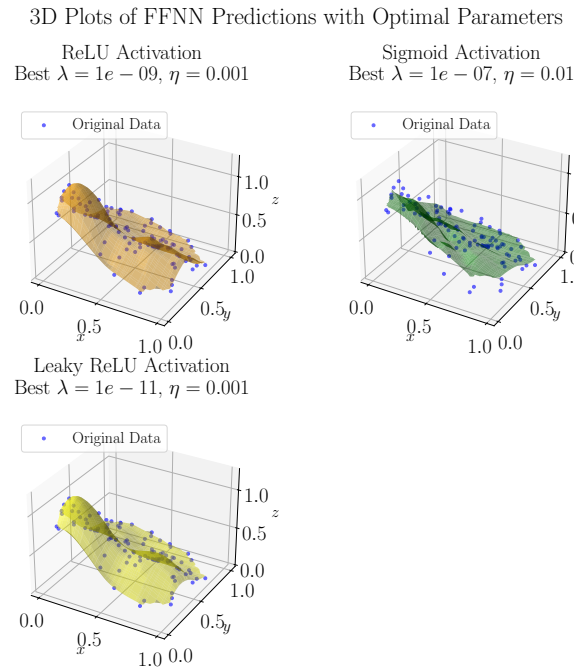 3D Plots of FFNN Predictions with Optimal Parameters
ReLU Activation
Best λ = 1e − 09, η = 0.001
Original Data
1.0
z
0.5
0.0
0.0
0.5
x
1.0
0.0
0.5
y
1.0
Sigmoid Activation
Best λ = 1e − 07, η = 0.01
Original Data
0.0
0.5
x
1.0
0.0
0.5
y
1.0
Leaky ReLU Activation
Best λ = 1e − 11, η = 0.001
Original Data
1.0
z
0.5
0.0
0.0
0.5
x
1.0
0.0
0.5
y
1.0